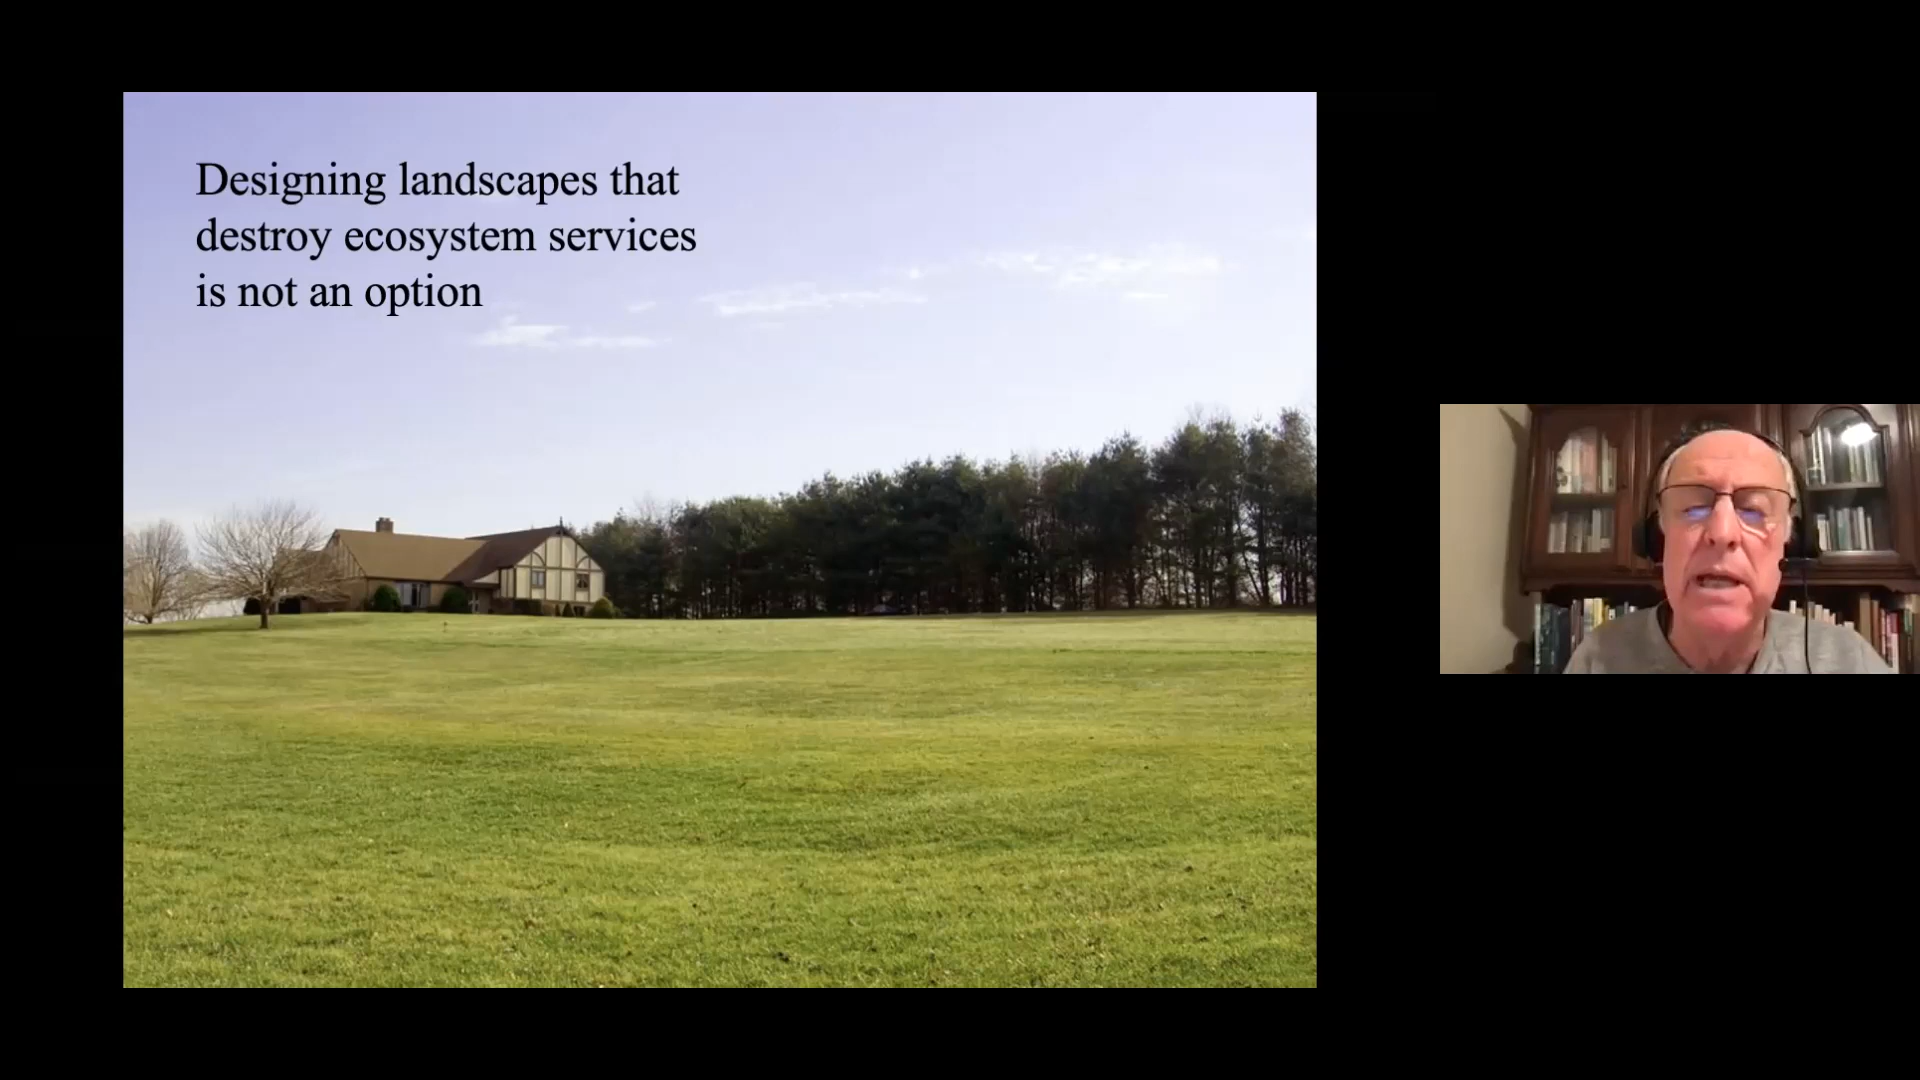 Designing landscapes that
destroy ecosystem services
is not an option